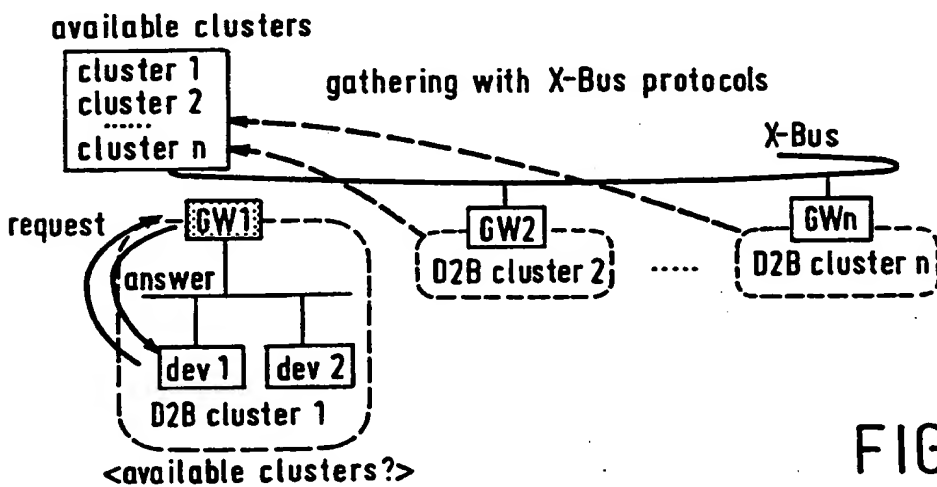 available clusters
cluster 1
cluster 2
......
cluster n
gathering with X-Bus protocols
X-Bus
request
GW1
GW2
GWn
answer
D2B cluster 2
.....
D2B cluster n
dev 1
dev 2
D2B cluster 1
<available clusters?>
FIG